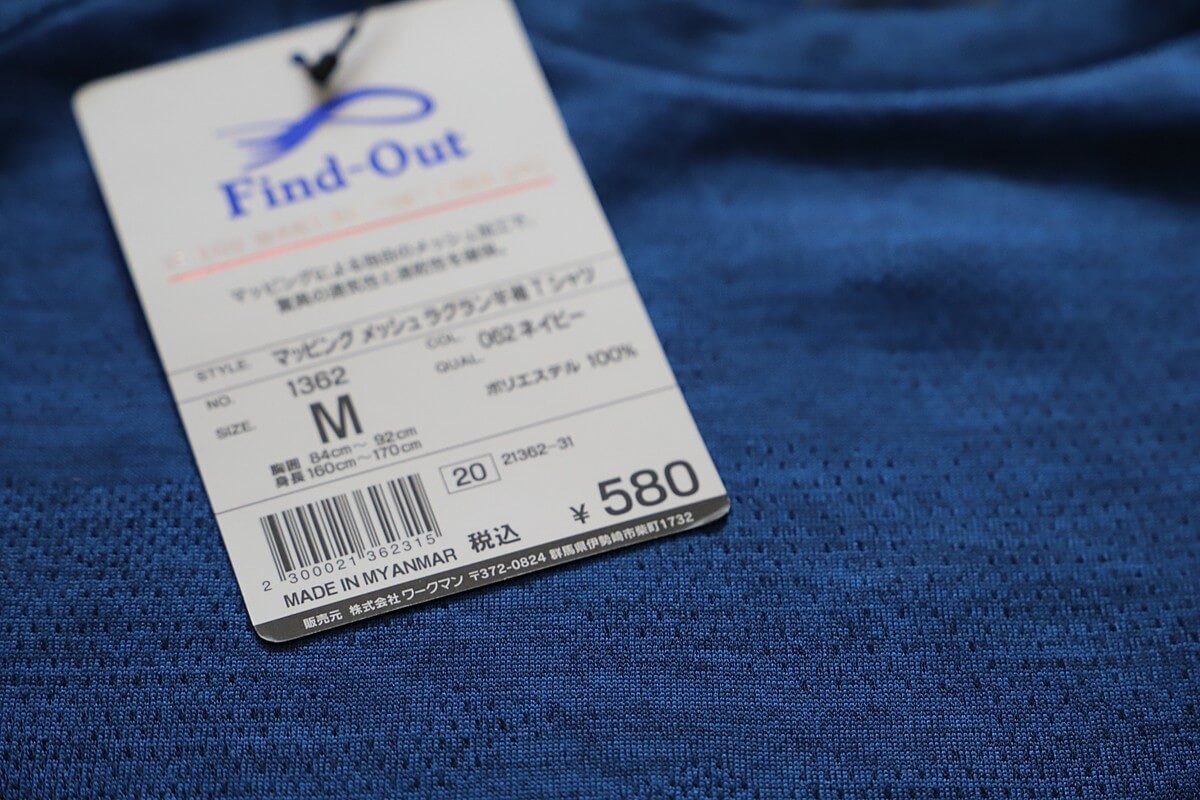 Find-Out
マッピングによる独自のメッシュ加工で、
驚異の通気性と速乾性を確保。
STYLE. マッピング メッシュ ラグラン半袖Tシャツ
NO. 1362
COL. 062 ネイビー
SIZE. M
QUAL. ポリエステル 100%
胸囲 84cm～ 92cm
身長 160cm～170cm
20 21362-31
2 300021 362315
MADE IN MYANMAR
税込 ¥ 580
販売元 株式会社 ワークマン 〒372-0824 群馬県伊勢崎市柴町1732